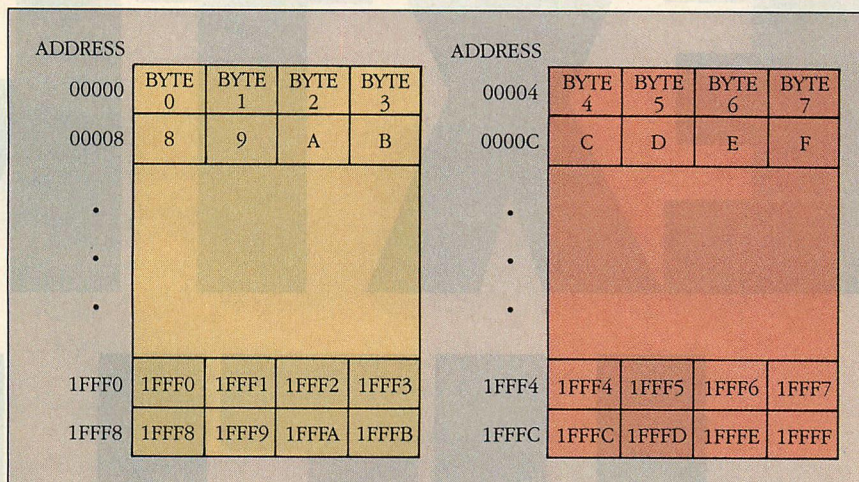 ADDRESS
00000 BYTE 0 BYTE 1 BYTE 2 BYTE 3
00008 8 9 A B
1FFF0 1FFF0 1FFF1 1FFF2 1FFF3
1FFF8 1FFF8 1FFF9 1FFFA 1FFFB
ADDRESS
00004 BYTE 4 BYTE 5 BYTE 6 BYTE 7
0000C C D E F
1FFF4 1FFF4 1FFF5 1FFF6 1FFF7
1FFFC 1FFFC 1FFFD 1FFFE 1FFFF